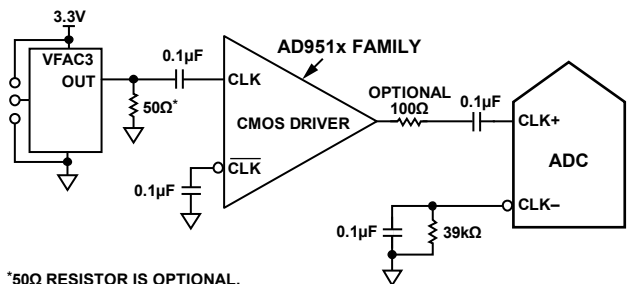 3.3V
VFAC3
OUT
0.1µF
50Ω*
CLK
AD951x FAMILY
CMOS DRIVER
CLK
0.1µF
OPTIONAL
100Ω
0.1µF
CLK+
ADC
CLK–
0.1µF
39kΩ
*50Ω RESISTOR IS OPTIONAL.